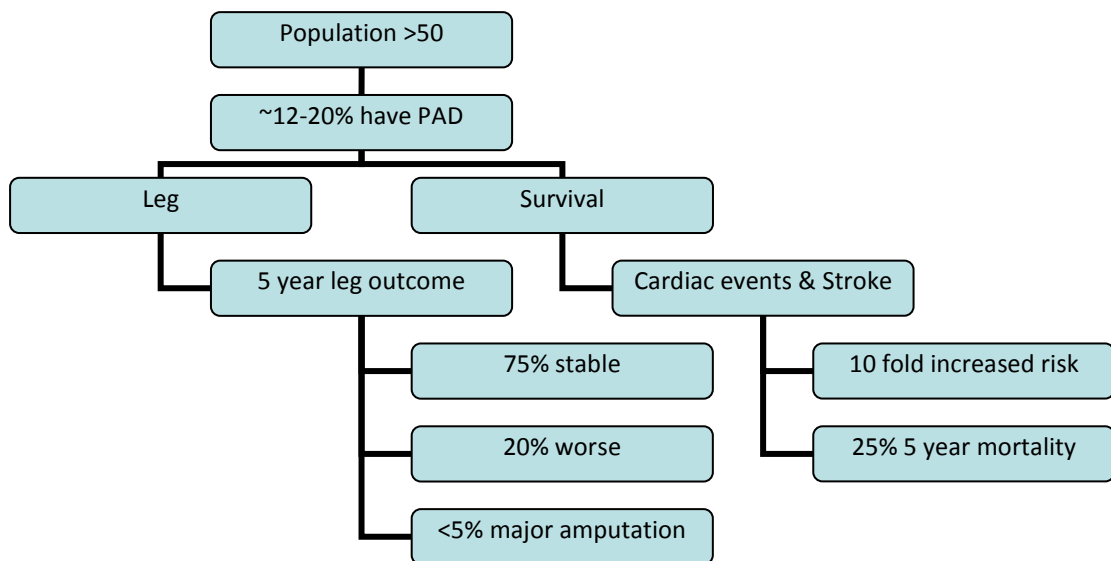 Population >50
~12-20% have PAD
Leg
Survival
5 year leg outcome
Cardiac events & Stroke
75% stable
10 fold increased risk
20% worse
25% 5 year mortality
<5% major amputation